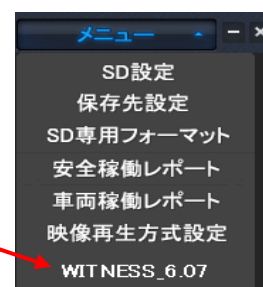 メニュー
SD設定
保存先設定
SD専用フォーマット
安全稼働レポート
車両稼働レポート
映像再生方式設定
WITNESS_6.07